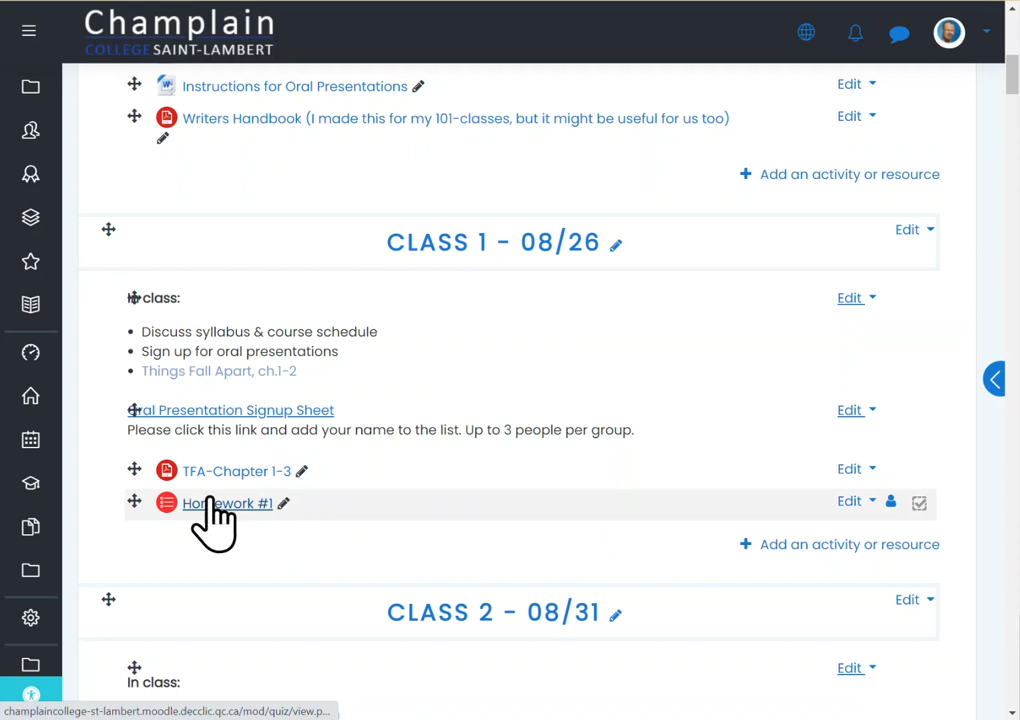 Champlain
COLLEGE SAINT-LAMBERT
Instructions for Oral Presentations
Edit
Writers Handbook (I made this for my 101-classes, but it might be useful for us too)
Edit
Add an activity or resource
CLASS 1 - 08/26
Edit
class:
Edit
Discuss syllabus & course schedule
Sign up for oral presentations
Things Fall Apart, ch.1-2
Oral Presentation Signup Sheet
Edit
Please click this link and add your name to the list. Up to 3 people per group.
TFA-Chapter 1-3
Edit
Homework #1
Edit
Add an activity or resource
CLASS 2 - 08/31
Edit
In class:
Edit
champlaincollege-st-lambert.moodle.decclic.qc.ca/mod/quiz/view.p...